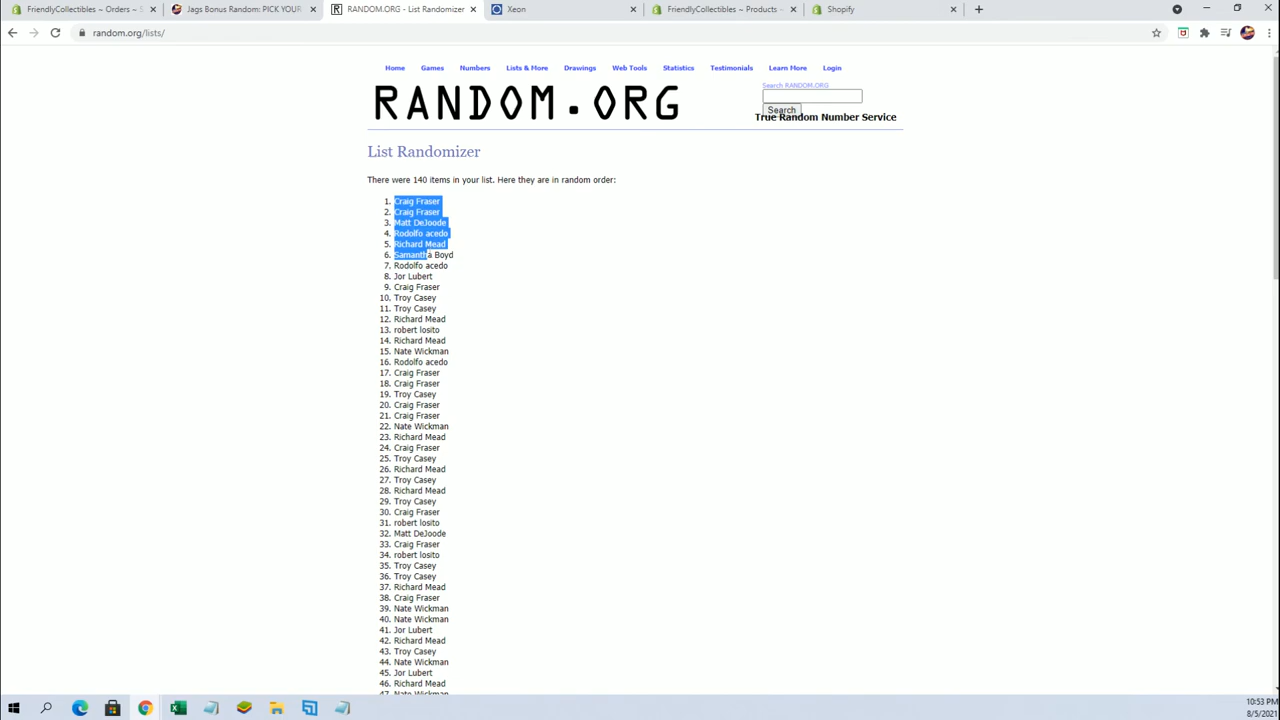 FriendlyCollectibles ~ Orders ~ S
Jags Bonus Random: PICK YOUR
RANDOM.ORG - List Randomizer
Xeon
FriendlyCollectibles ~ Products ~
Shopify
random.org/lists/
Home Games Numbers Lists & More Drawings Web Tools Statistics Testimonials Learn More Login
Search RANDOM.ORG
RANDOM.ORG
Search
True Random Number Service
List Randomizer
There were 140 items in your list. Here they are in random order:
1. Craig Fraser
2. Craig Fraser
3. Matt DeJoode
4. Rodolfo acedo
5. Richard Mead
6. Samantha Boyd
7. Rodolfo acedo
8. Jor Lubert
9. Craig Fraser
10. Troy Casey
11. Troy Casey
12. Richard Mead
13. robert losito
14. Richard Mead
15. Nate Wickman
16. Rodolfo acedo
17. Craig Fraser
18. Craig Fraser
19. Troy Casey
20. Craig Fraser
21. Craig Fraser
22. Nate Wickman
23. Richard Mead
24. Craig Fraser
25. Troy Casey
26. Richard Mead
27. Troy Casey
28. Richard Mead
29. Troy Casey
30. Craig Fraser
31. robert losito
32. Matt DeJoode
33. Craig Fraser
34. robert losito
35. Troy Casey
36. Troy Casey
37. Richard Mead
38. Craig Fraser
39. Nate Wickman
40. Nate Wickman
41. Jor Lubert
42. Richard Mead
43. Troy Casey
44. Nate Wickman
45. Jor Lubert
46. Richard Mead
47. Nate Wickman
10:53 PM
8/5/2021